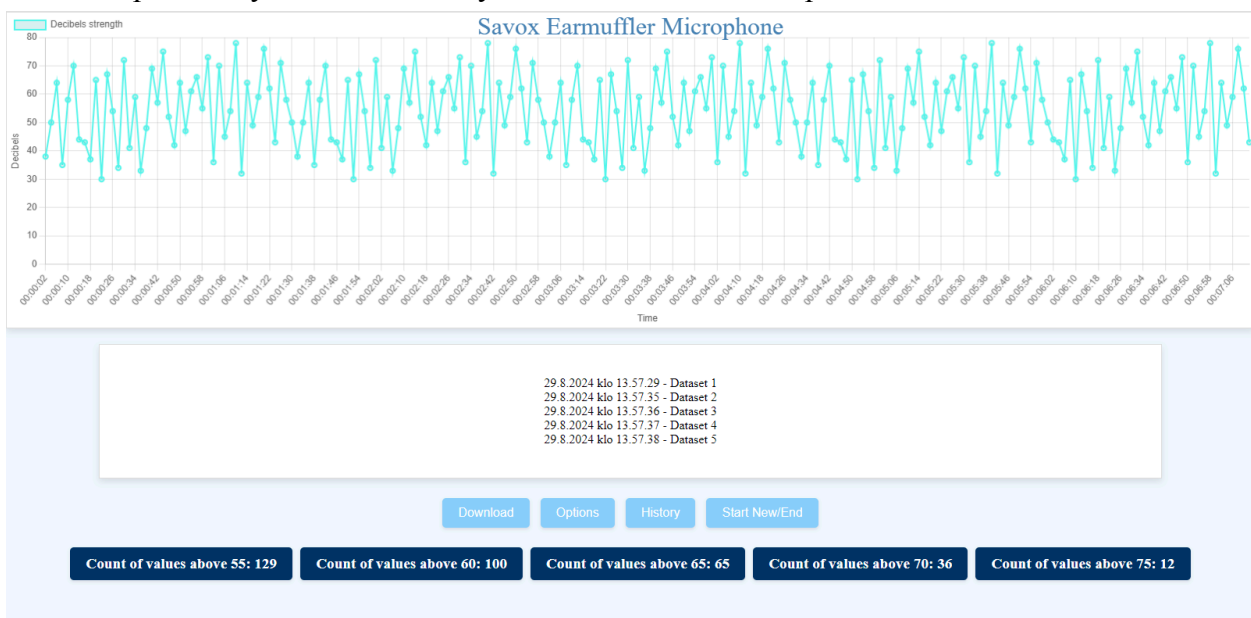 Decibels strength
Savox Earmuffler Microphone
80
70
60
50
40
30
20
10
0
Decibels
00:00:02 00:00:10 00:00:18 00:00:26 00:00:34 00:00:42 00:00:50 00:00:58 00:01:06 00:01:14 00:01:22 00:01:30 00:01:38 00:01:46 00:01:54 00:02:02 00:02:10 00:02:18 00:02:26 00:02:34 00:02:42 00:02:50 00:02:58 00:03:06 00:03:14 00:03:22 00:03:30 00:03:38 00:03:46 00:03:54 00:04:02 00:04:10 00:04:18 00:04:26 00:04:34 00:04:42 00:04:50 00:04:58 00:05:06 00:05:14 00:05:22 00:05:30 00:05:38 00:05:46 00:05:54 00:06:02 00:06:10 00:06:18 00:06:26 00:06:34 00:06:42 00:06:50 00:06:58 00:07:06
Time
29.8.2024 klo 13.57.29 - Dataset 1
29.8.2024 klo 13.57.35 - Dataset 2
29.8.2024 klo 13.57.36 - Dataset 3
29.8.2024 klo 13.57.37 - Dataset 4
29.8.2024 klo 13.57.38 - Dataset 5
Download Options History Start New/End
Count of values above 55: 129 Count of values above 60: 100 Count of values above 65: 65 Count of values above 70: 36 Count of values above 75: 12